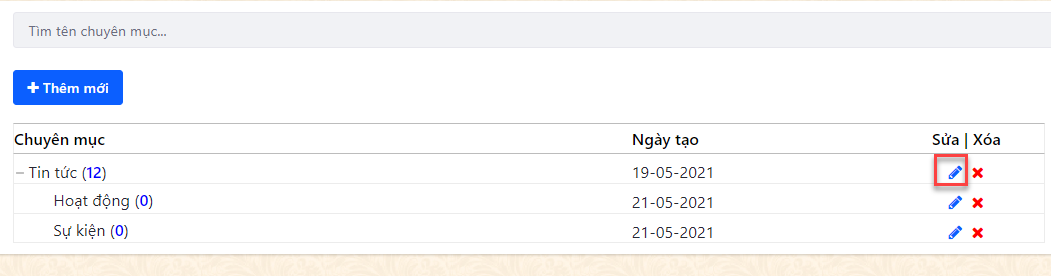 Tìm tên chuyên mục...
Thêm mới
Chuyên mục Ngày tạo Sửa | Xóa
Tin tức (12) 19-05-2021
Hoạt động (0) 21-05-2021
Sự kiện (0) 21-05-2021